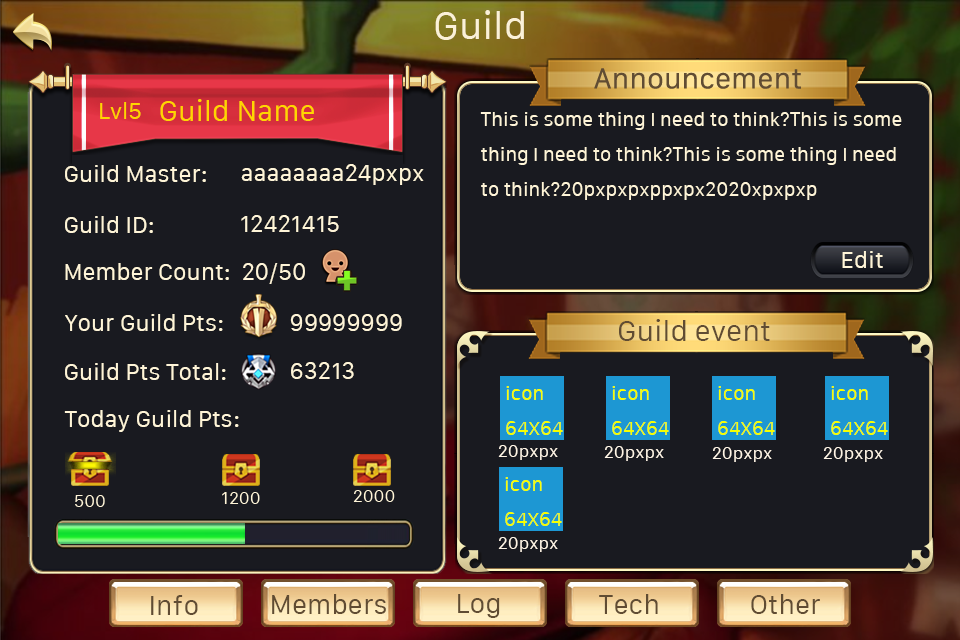 Guild
Lvl5 Guild Name
Guild Master: aaaaaaaa24pxpx
Guild ID: 12421415
Member Count: 20/50
Your Guild Pts: 99999999
Guild Pts Total: 63213
Today Guild Pts:
500 1200 2000
Announcement
This is some thing I need to think?This is some
thing I need to think?This is some thing I need
to think?20pxpxpxppxpx2020xpxpxp
Edit
Guild event
icon icon icon icon
64X64 64X64 64X64 64X64
20pxpx 20pxpx 20pxpx 20pxpx
icon
64X64
20pxpx
Info Members Log Tech Other